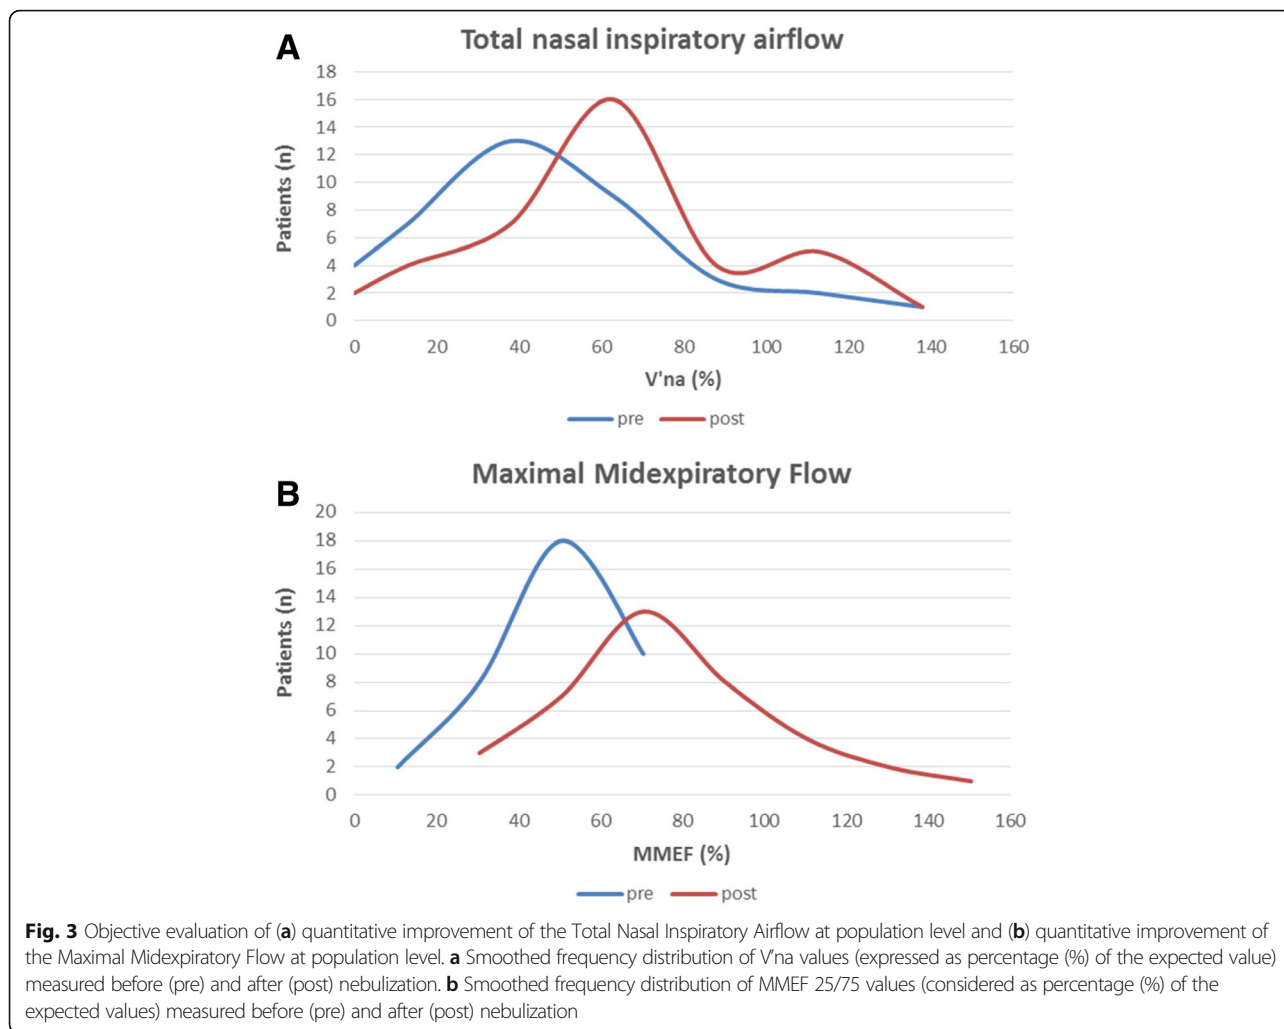 A
Total nasal inspiratory airflow
18
16
14
12
10
8
6
4
2
0
Patients (n)
0 20 40 60 80 100 120 140 160
V'na (%)
pre post
B
Maximal Midexpiratory Flow
20
18
16
14
12
10
8
6
4
2
0
Patients (n)
0 20 40 60 80 100 120 140 160
MMEF (%)
pre post
Fig. 3 Objective evaluation of (a) quantitative improvement of the Total Nasal Inspiratory Airflow at population level and (b) quantitative improvement of
the Maximal Midexpiratory Flow at population level. a Smoothed frequency distribution of V'na values (expressed as percentage (%) of the expected value)
measured before (pre) and after (post) nebulization. b Smoothed frequency distribution of MMEF 25/75 values (considered as percentage (%) of the
expected values) measured before (pre) and after (post) nebulization